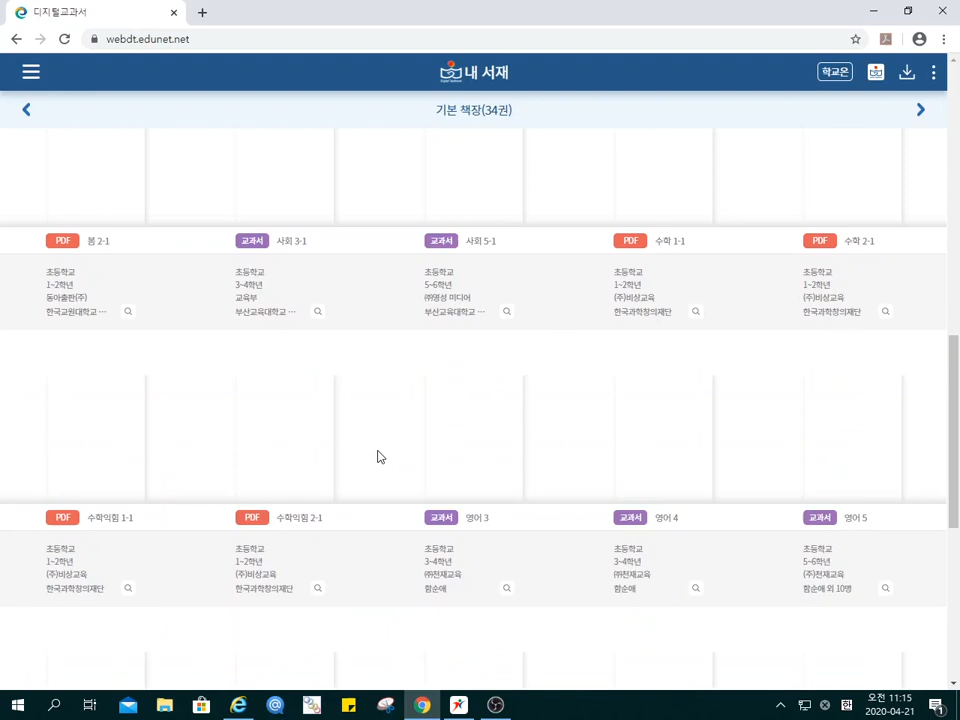 디지털교과서
webdt.edunet.net
내 서재
학교온
기본 책장(34권)
PDF 봄 2-1
교과서 사회 3-1
교과서 사회 5-1
PDF 수학 1-1
PDF 수학 2-1
초등학교
1~2학년
동아출판(주)
한국교원대학교 ⋯
초등학교
3~4학년
교육부
부산교육대학교 ⋯
초등학교
5~6학년
㈜영성 미디어
부산교육대학교 ⋯
초등학교
1~2학년
(주)비상교육
한국과학창의재단
초등학교
1~2학년
(주)비상교육
한국과학창의재단
PDF 수학익힘 1-1
PDF 수학익힘 2-1
교과서 영어 3
교과서 영어 4
교과서 영어 5
초등학교
1~2학년
(주)비상교육
한국과학창의재단
초등학교
1~2학년
(주)비상교육
한국과학창의재단
초등학교
3~4학년
㈜천재교육
함순애
초등학교
3~4학년
㈜천재교육
함순애
초등학교
5~6학년
(주)천재교육
함순애 외 10명
오전 11:15
2020-04-21
한
1